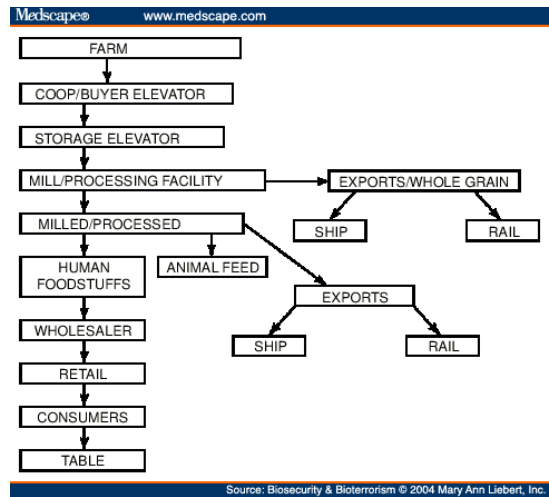 Medscape® www.medscape.com
FARM
COOP/BUYER ELEVATOR
STORAGE ELEVATOR
MILL/PROCESSING FACILITY
EXPORTS/WHOLE GRAIN
MILLED/PROCESSED
SHIP
RAIL
HUMAN
FOODSTUFFS
ANIMAL FEED
EXPORTS
WHOLESALER
SHIP
RAIL
RETAIL
CONSUMERS
TABLE
Source: Biosecurity & Bioterrorism © 2004 Mary Ann Liebert, Inc.